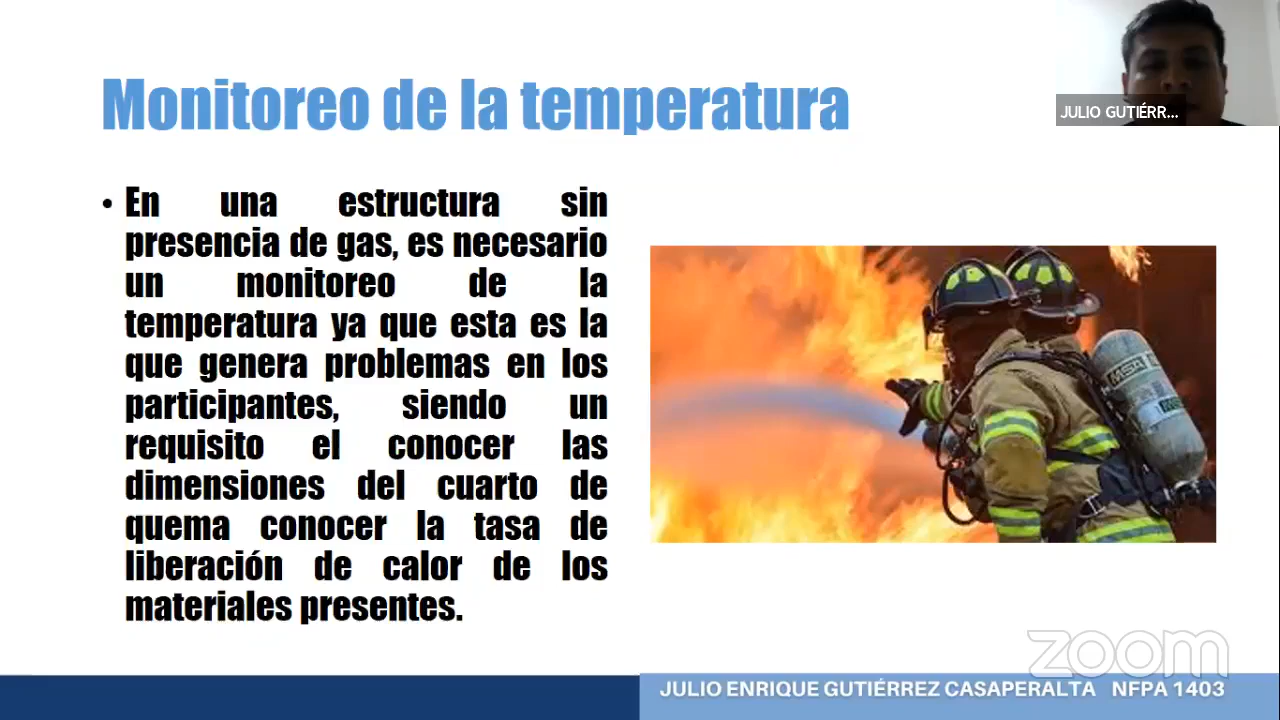 Monitoreo de la temperatura
JULIO GUTIÉRR...
• En una estructura sin
presencia de gas, es necesario
un monitoreo de la
temperatura ya que esta es la
que genera problemas en los
participantes, siendo un
requisito el conocer las
dimensiones del cuarto de
quema conocer la tasa de
liberación de calor de los
materiales presentes.
MSA
zoom
JULIO ENRIQUE GUTIÉRREZ CASAPERALTA NFPA 1403